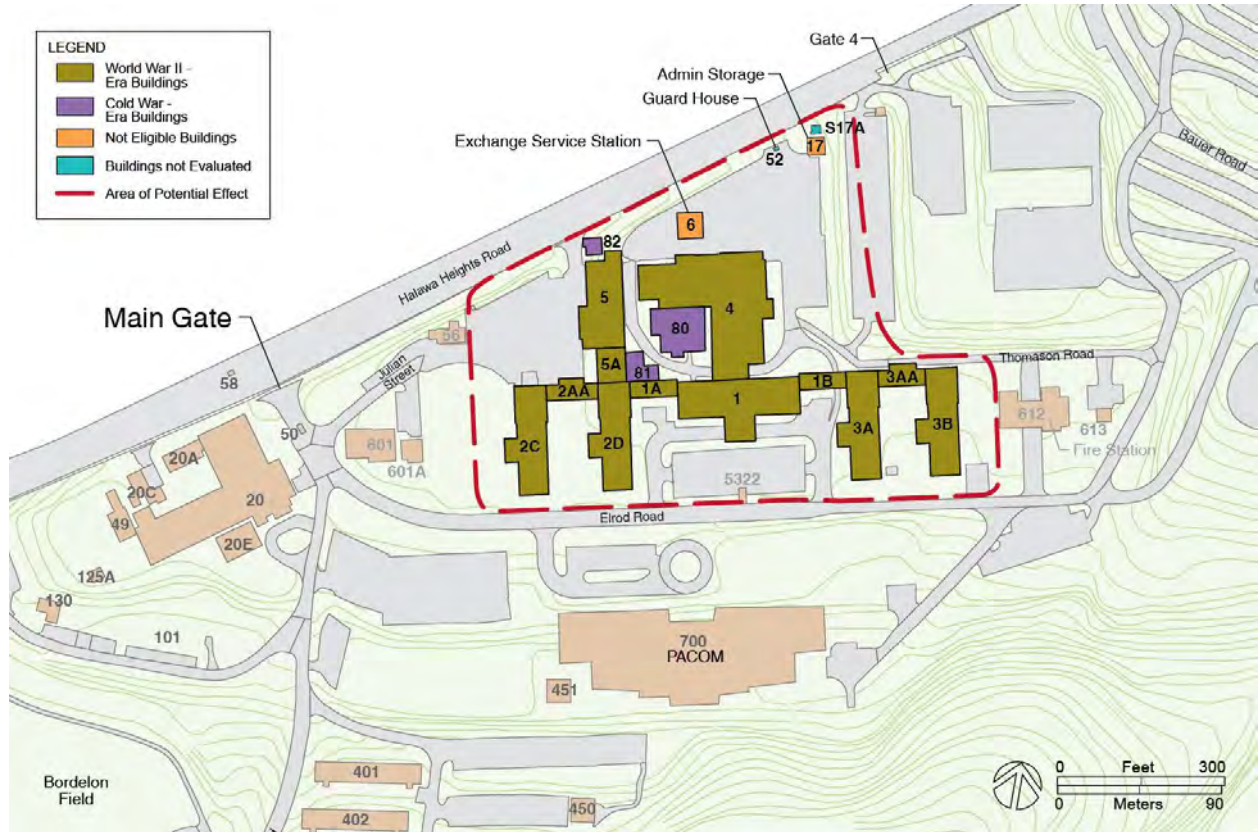 LEGEND
World War II -
Era Buildings
Cold War -
Era Buildings
Not Eligible Buildings
Buildings not Evaluated
Area of Potential Effect
Gate 4
Admin Storage
Guard House
S17A
17
52
Exchange Service Station
6
Bauer Road
82
Halawa Heights Road
5
4
80
Main Gate
56
Julian
Street
58
5A
81
Thomason Road
2AA
1A
1
1B
3AA
50
601
601A
2C
2D
3A
3B
612
613
Fire Station
20A
20C
20
49
20E
5322
Elrod Road
125A
130
101
700
PACOM
451
Bordelon
Field
401
402
450
0 Feet 300
0 Meters 90